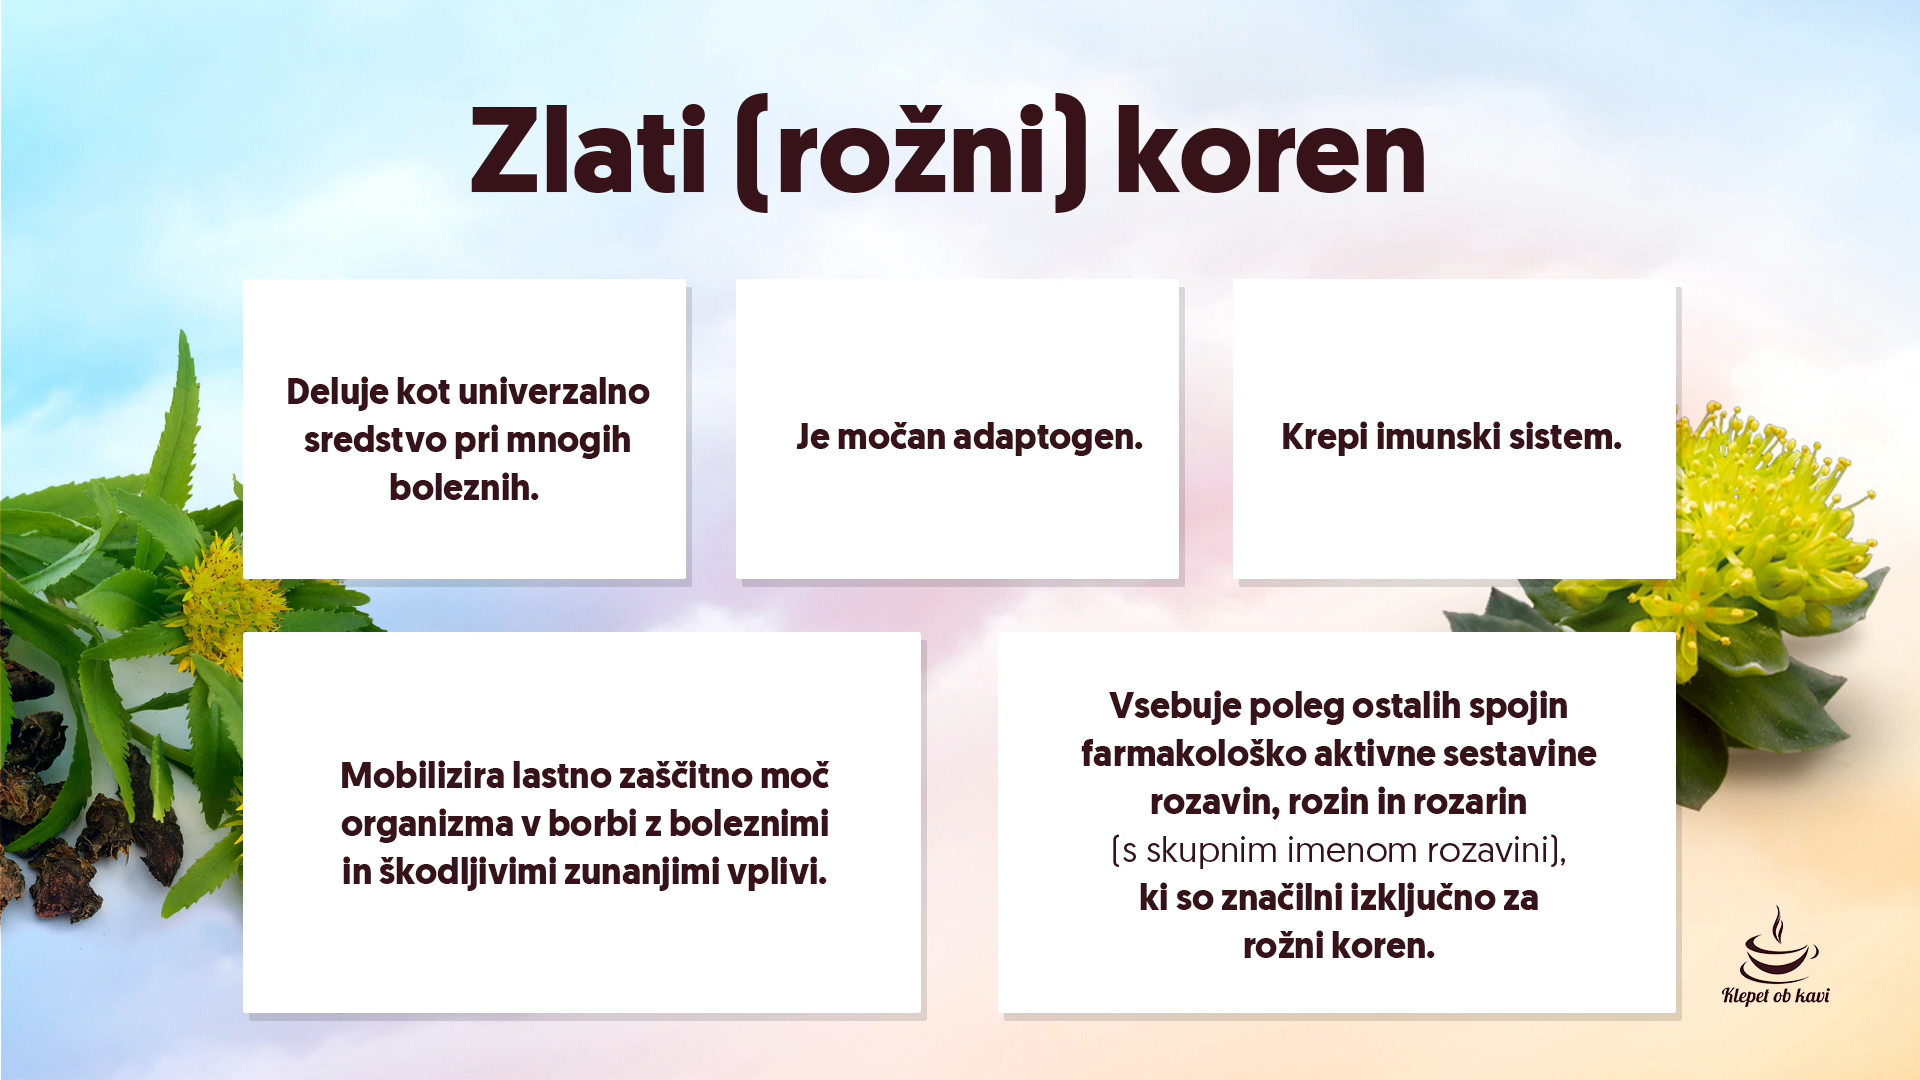 Zlati (rožni) koren
Deluje kot univerzalno
sredstvo pri mnogih
boleznih.
Je močan adaptogen.
Krepi imunski sistem.
Mobilizira lastno zaščitno moč
organizma v borbi z boleznimi
in škodljivimi zunanjimi vplivi.
Vsebuje poleg ostalih spojin
farmakološko aktivne sestavine
rozavin, rozin in rozarin
(s skupnim imenom rozavini),
ki so značilni izključno za
rožni koren.
Klepet ob kavi